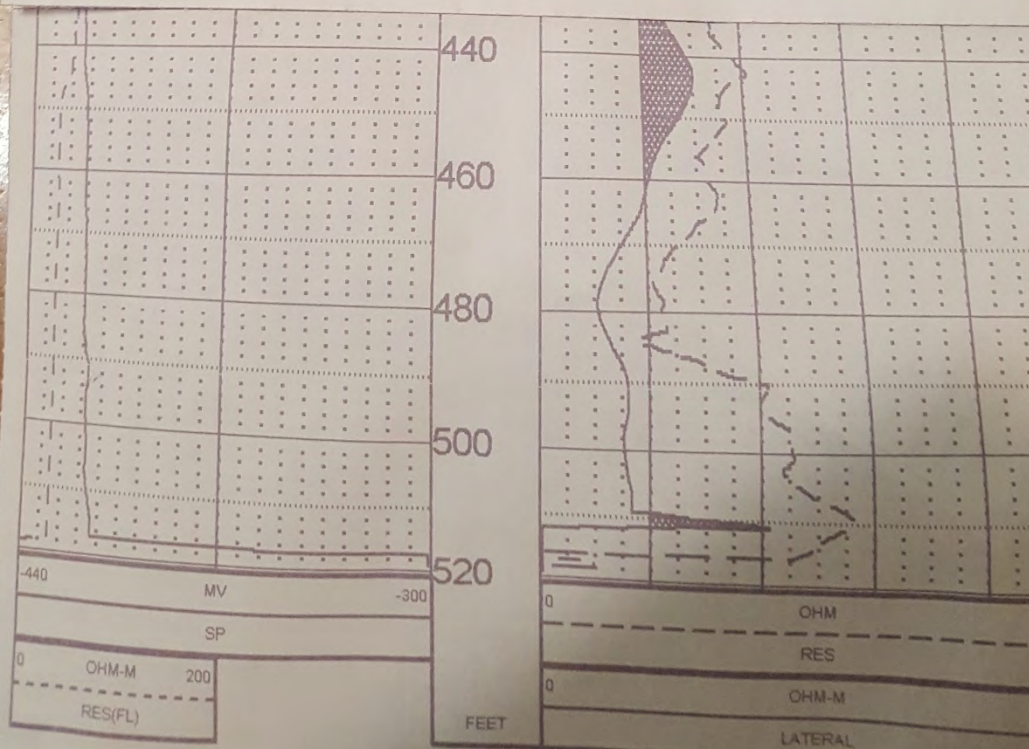 440
460
480
500
520
-440 MV -300
SP
0 OHM-M 200
RES(FL)
FEET
0 OHM
RES
0 OHM-M
LATERAL